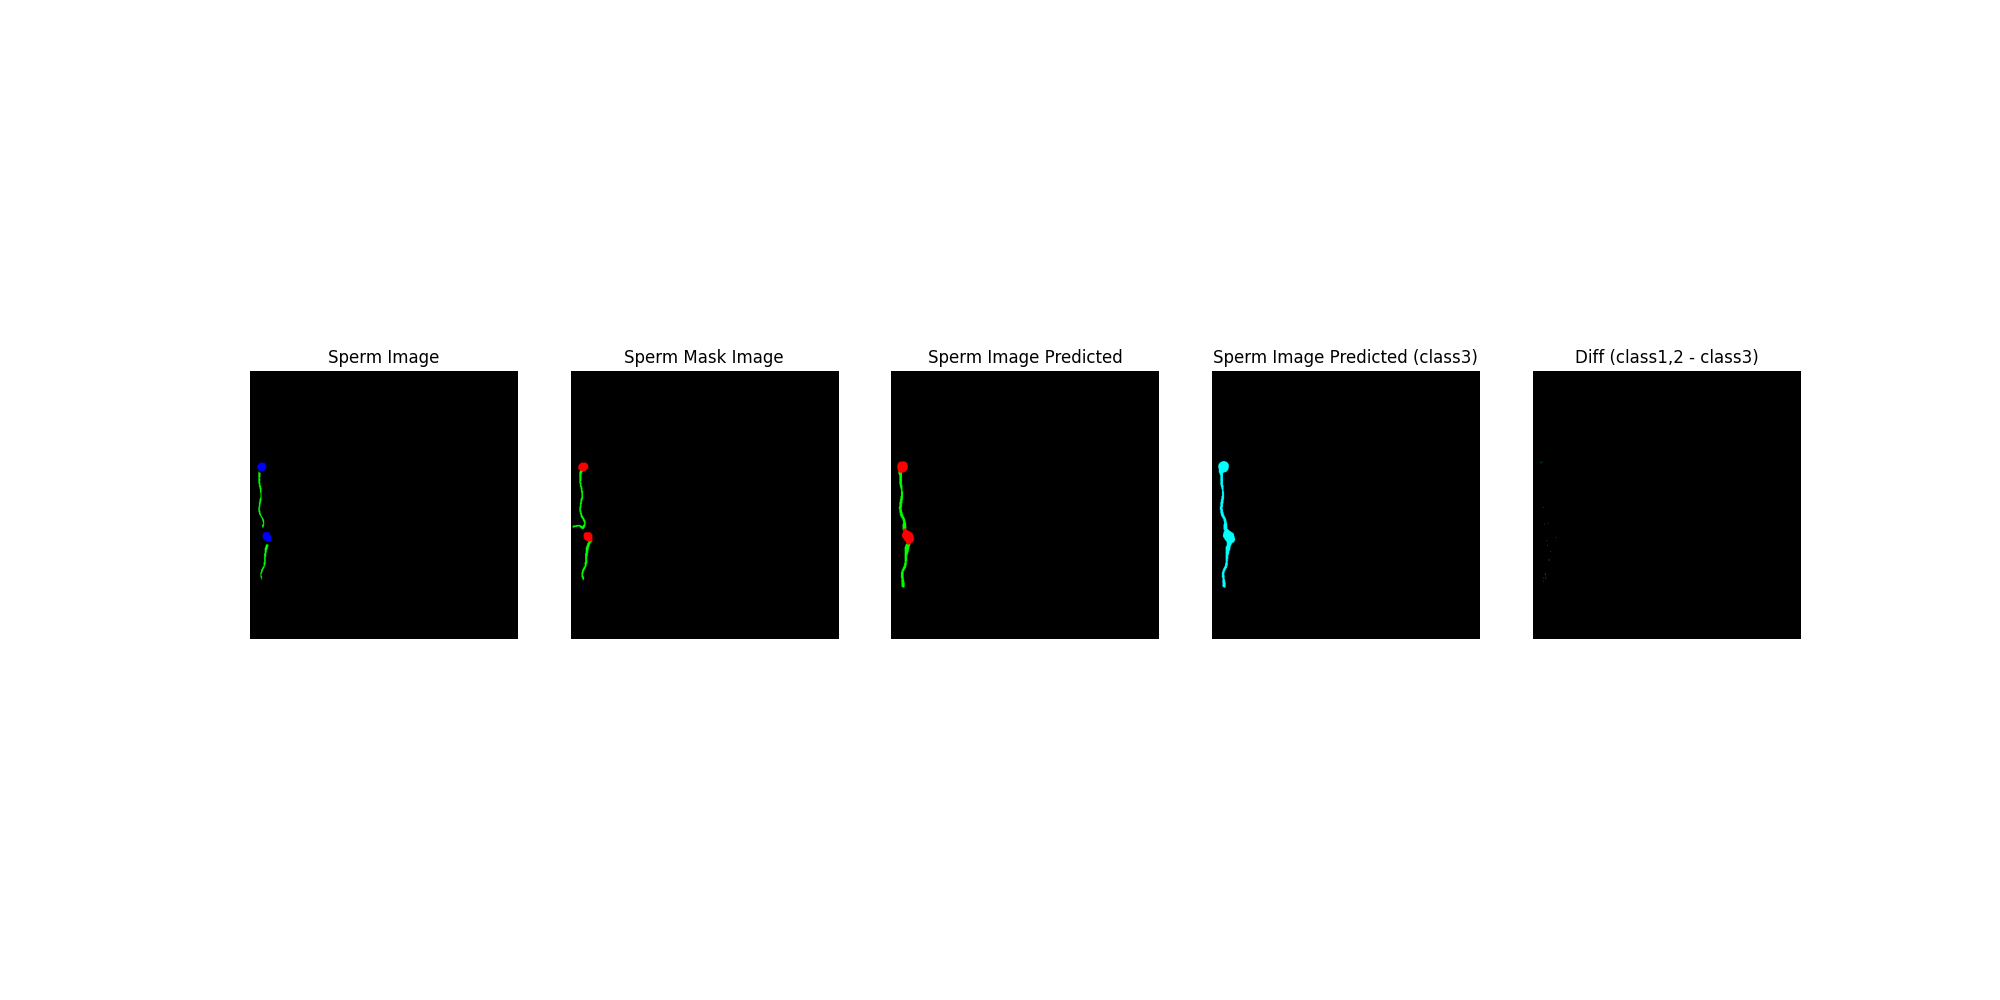 Sperm Image
Sperm Mask Image
Sperm Image Predicted
Sperm Image Predicted (class3)
Diff (class1,2 - class3)